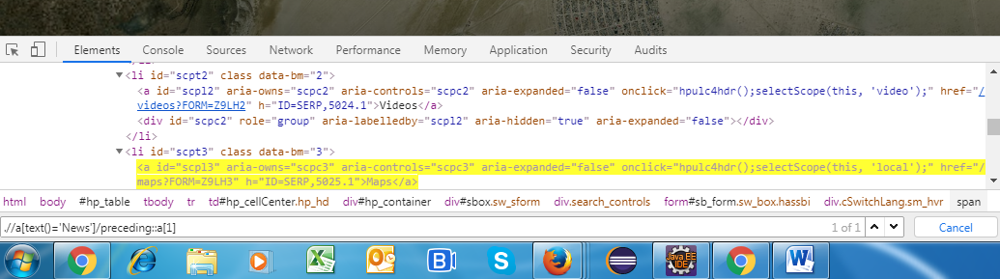 Elements Console Sources Network Performance Memory Application Security Audits
<li id="scpt2" class data-bm="2">
<a id="scpl2" aria-owns="scpc2" aria-controls="scpc2" aria-expanded="false" onclick="hpulc4hdr();selectScope(this, 'video');" href="/
videos?FORM=Z9LH2" h="ID=SERP,5024.1">Videos</a>
<div id="scpc2" role="group" aria-labelledby="scpl2" aria-hidden="true" aria-expanded="false"></div>
</li>
<li id="scpt3" class data-bm="3">
<a id="scpl3" aria-owns="scpc3" aria-controls="scpc3" aria-expanded="false" onclick="hpulc4hdr();selectScope(this, 'local');" href="/
maps?FORM=Z9LH3" h="ID=SERP,5025.1">Maps</a>
html body #hp_table tbody tr td#hp_cellCenter.hp_hd div#hp_container div#sbox.sw_sform div.search_controls form#sb_form.sw_box.hassbi div.cSwitchLang.sm_hvr span
.//a[text()='News']/preceding::a[1] 1 of 1 Cancel
Java EE
IDE